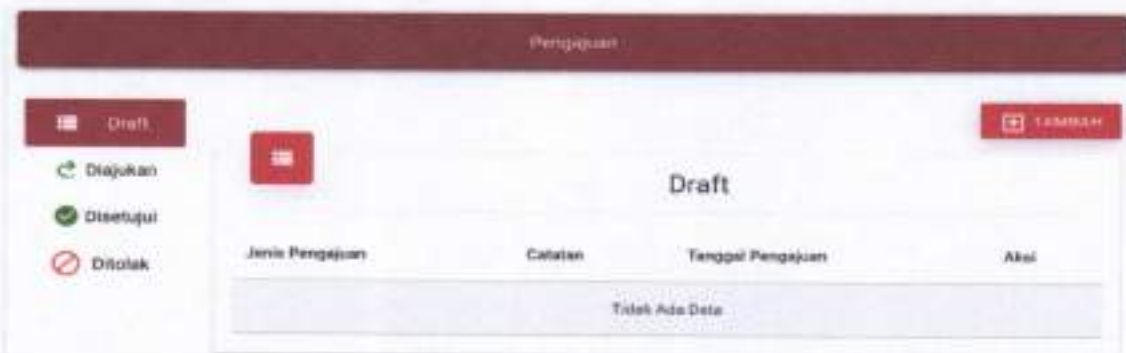 Pengajuan
Draft
TAMBAH
Diajukan
Draft
Disetujui
Ditolak
Jenis Pengajuan Catatan Tanggal Pengajuan Aksi
Tidak Ada Data